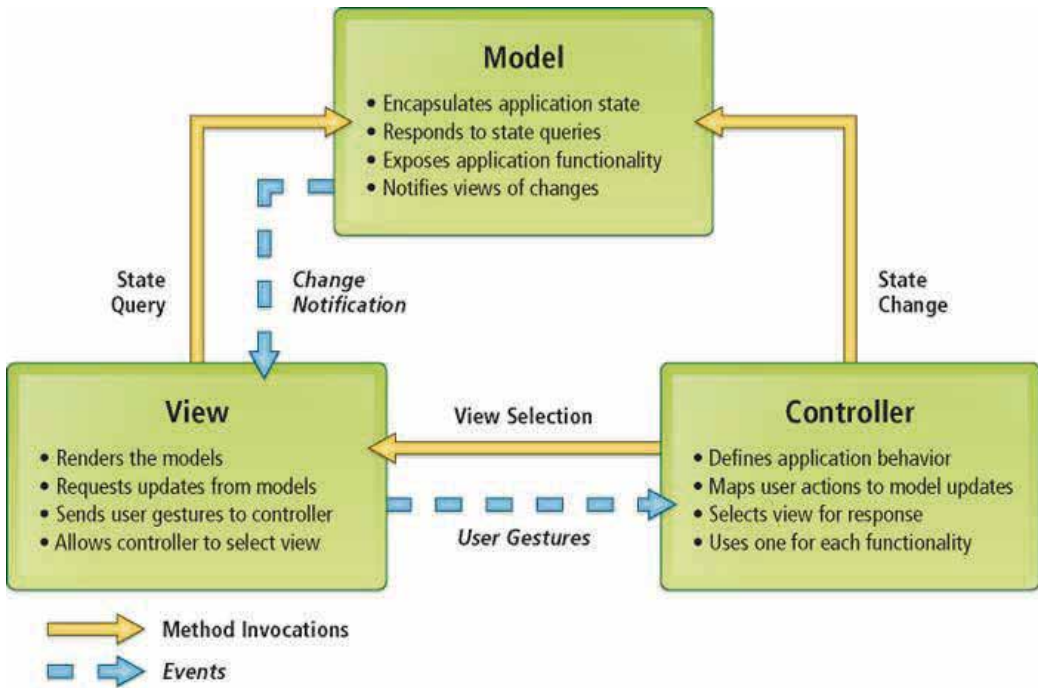 Model
• Encapsulates application state
• Responds to state queries
• Exposes application functionality
• Notifies views of changes
State
Query
Change
Notification
State
Change
View
• Renders the models
• Requests updates from models
• Sends user gestures to controller
• Allows controller to select view
View Selection
User Gestures
Controller
• Defines application behavior
• Maps user actions to model updates
• Selects view for response
• Uses one for each functionality
Method Invocations
Events